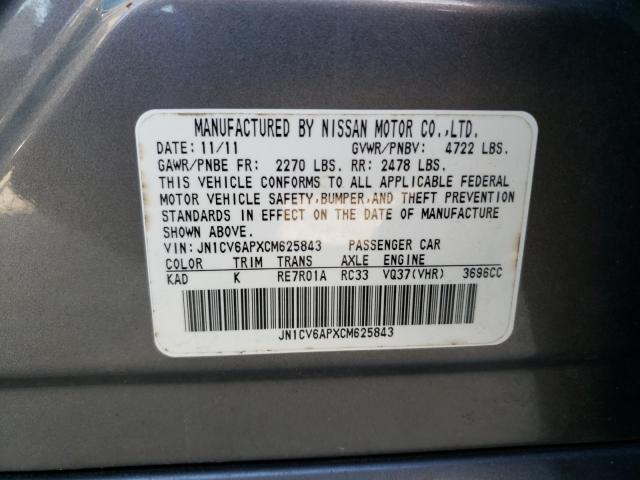 MANUFACTURED BY NISSAN MOTOR CO.,LTD.
DATE: 11/11 GVWR/PNBV: 4722 LBS.
GAWR/PNBE FR: 2270 LBS. RR: 2478 LBS.
THIS VEHICLE CONFORMS TO ALL APPLICABLE FEDERAL
MOTOR VEHICLE SAFETY,BUMPER,AND THEFT PREVENTION
STANDARDS IN EFFECT ON THE DATE OF MANUFACTURE
SHOWN ABOVE.
VIN: JN1CV6APXCM625843 PASSENGER CAR
COLOR TRIM TRANS AXLE ENGINE
KAD K RE7R01A RC33 VQ37(VHR) 3696CC
JN1CV6APXCM625843